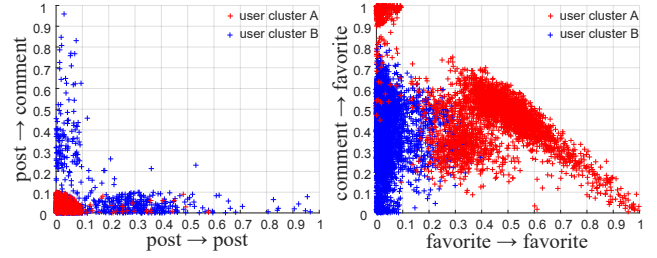 user cluster A
user cluster B
1
0.9
0.8
0.7
0.6
0.5
0.4
0.3
0.2
0.1
0
0 0.1 0.2 0.3 0.4 0.5 0.6 0.7 0.8 0.9 1
post → comment
post → post
user cluster A
user cluster B
1
0.9
0.8
0.7
0.6
0.5
0.4
0.3
0.2
0.1
0
0 0.1 0.2 0.3 0.4 0.5 0.6 0.7 0.8 0.9 1
comment → favorite
favorite → favorite